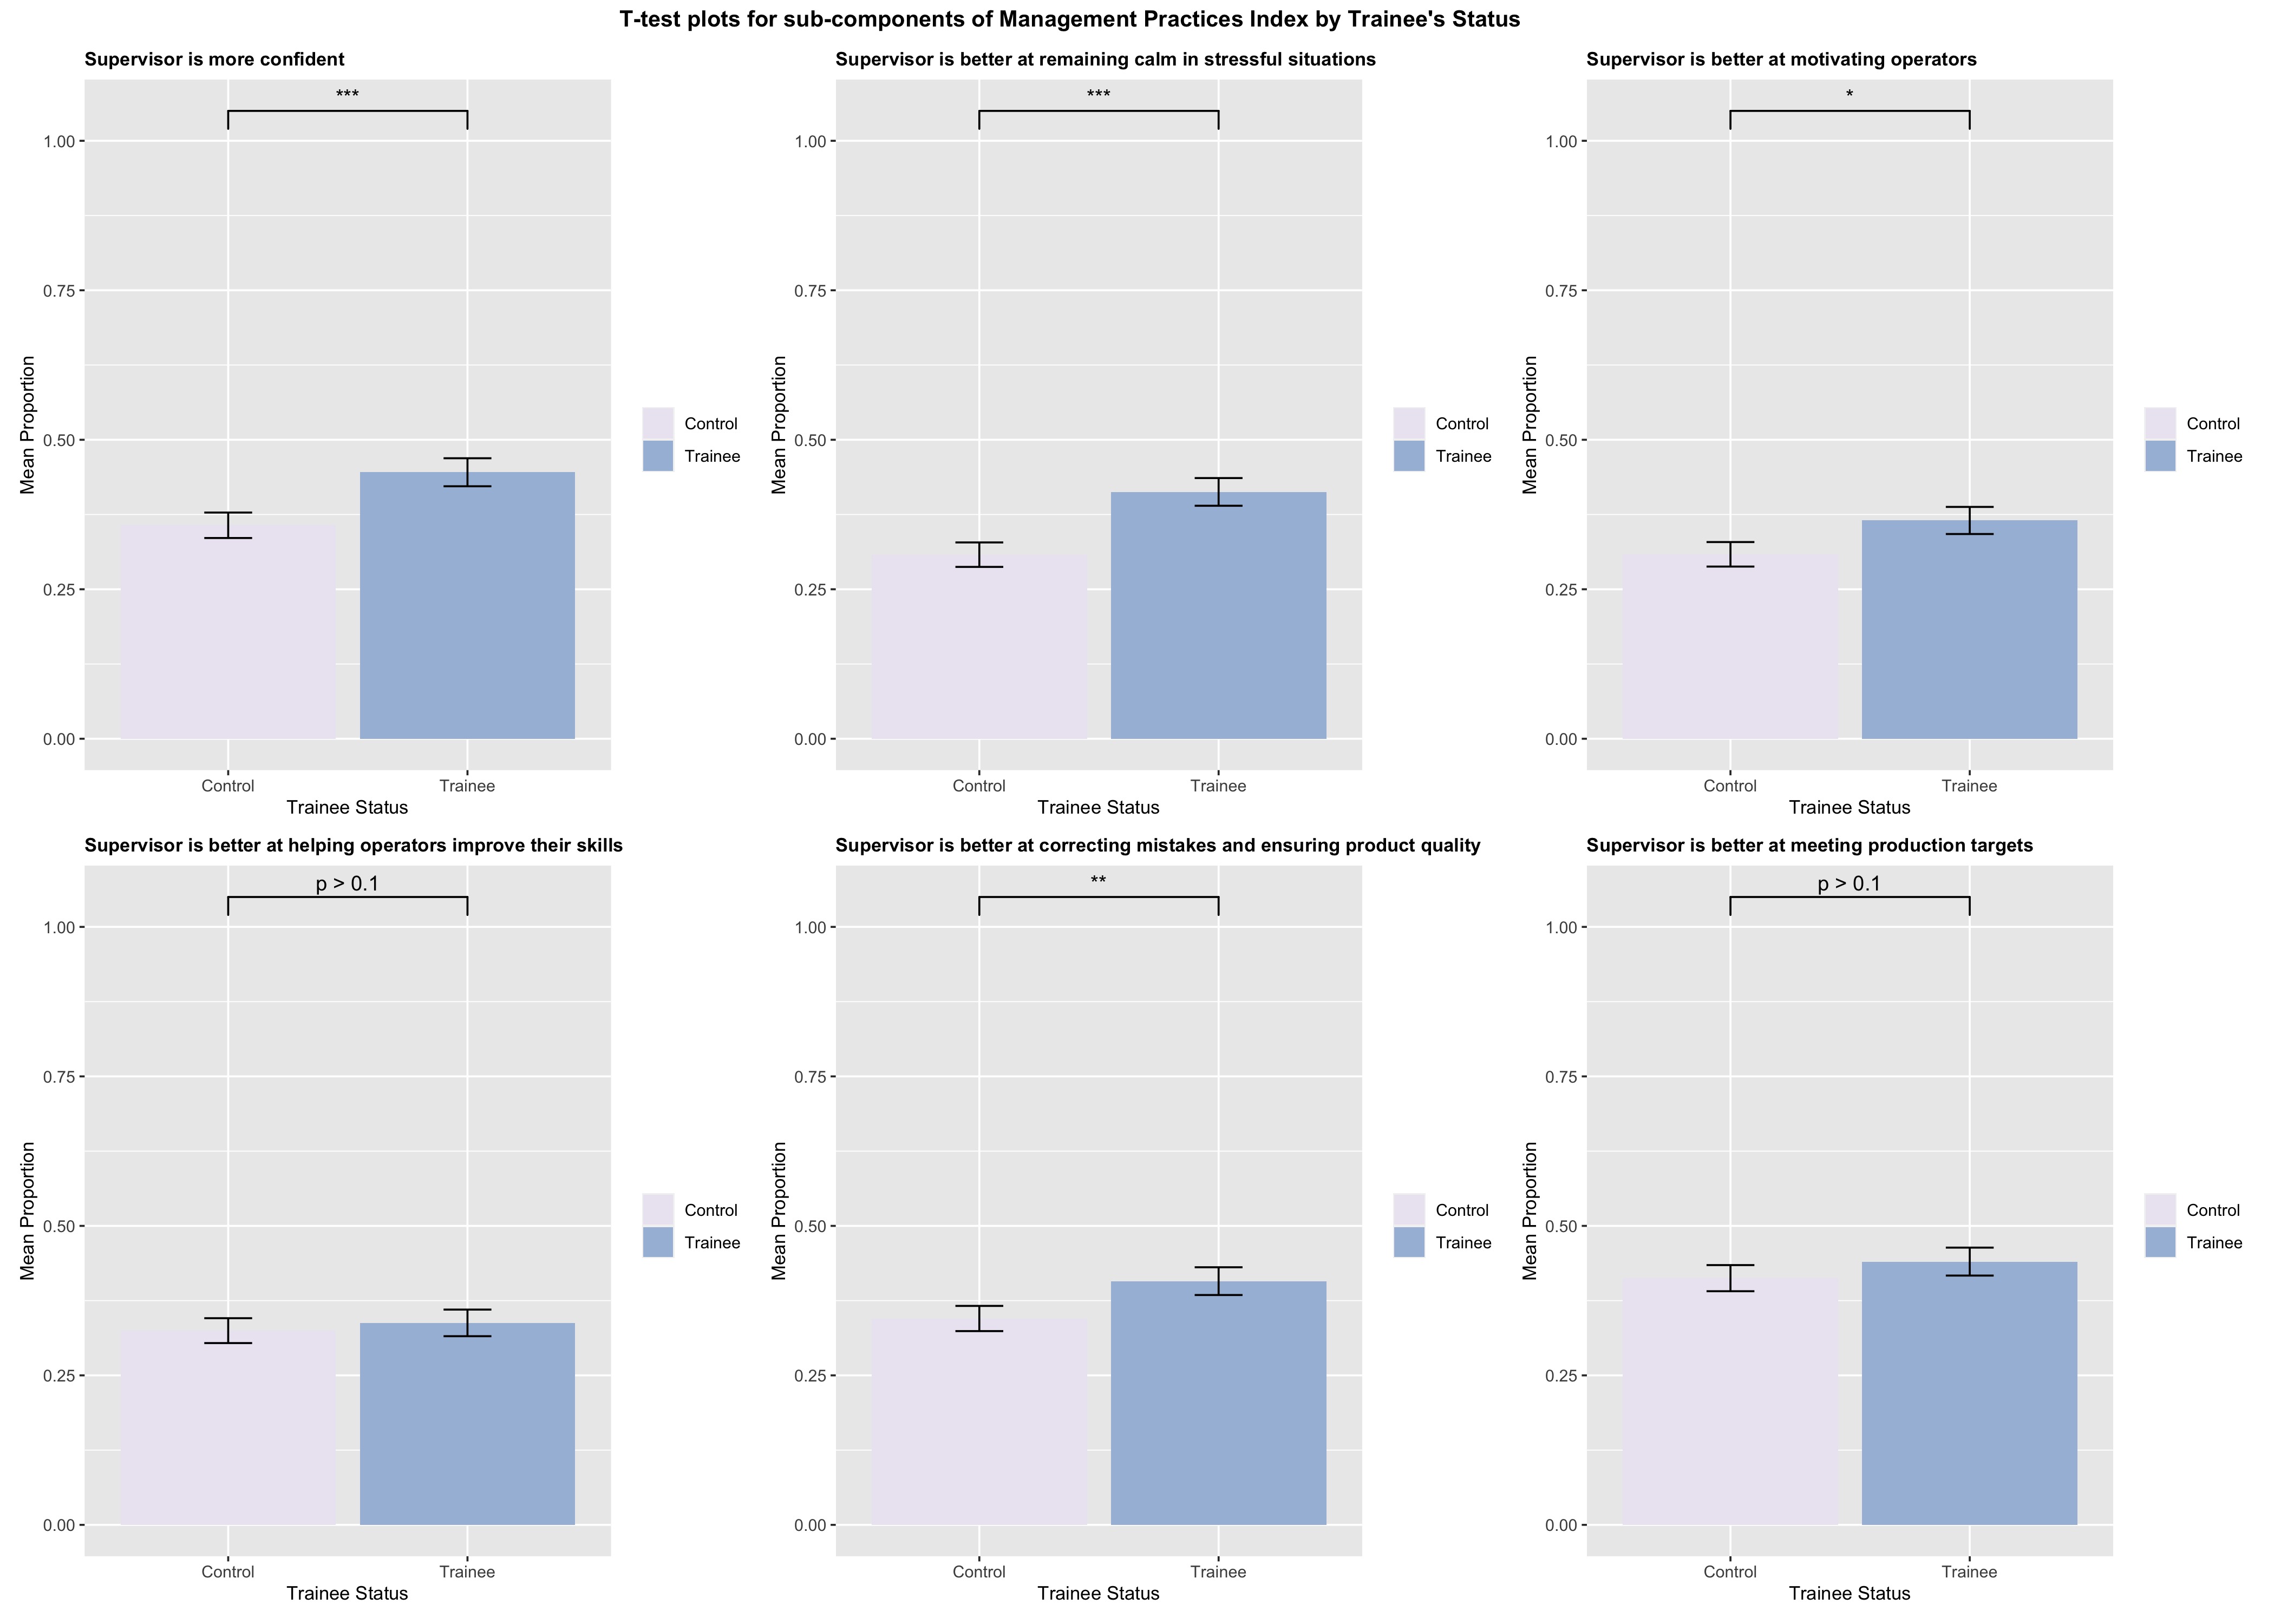 T-test plots for sub-components of Management Practices Index by Trainee's Status
Supervisor is more confident
***
1.00
0.75
0.50
0.25
0.00
Mean Proportion
Control
Trainee
Trainee Status
Control
Trainee
Supervisor is better at remaining calm in stressful situations
***
1.00
0.75
0.50
0.25
0.00
Mean Proportion
Control
Trainee
Trainee Status
Control
Trainee
Supervisor is better at motivating operators
*
1.00
0.75
0.50
0.25
0.00
Mean Proportion
Control
Trainee
Trainee Status
Control
Trainee
Supervisor is better at helping operators improve their skills
p > 0.1
1.00
0.75
0.50
0.25
0.00
Mean Proportion
Control
Trainee
Trainee Status
Control
Trainee
Supervisor is better at correcting mistakes and ensuring product quality
**
1.00
0.75
0.50
0.25
0.00
Mean Proportion
Control
Trainee
Trainee Status
Control
Trainee
Supervisor is better at meeting production targets
p > 0.1
1.00
0.75
0.50
0.25
0.00
Mean Proportion
Control
Trainee
Trainee Status
Control
Trainee